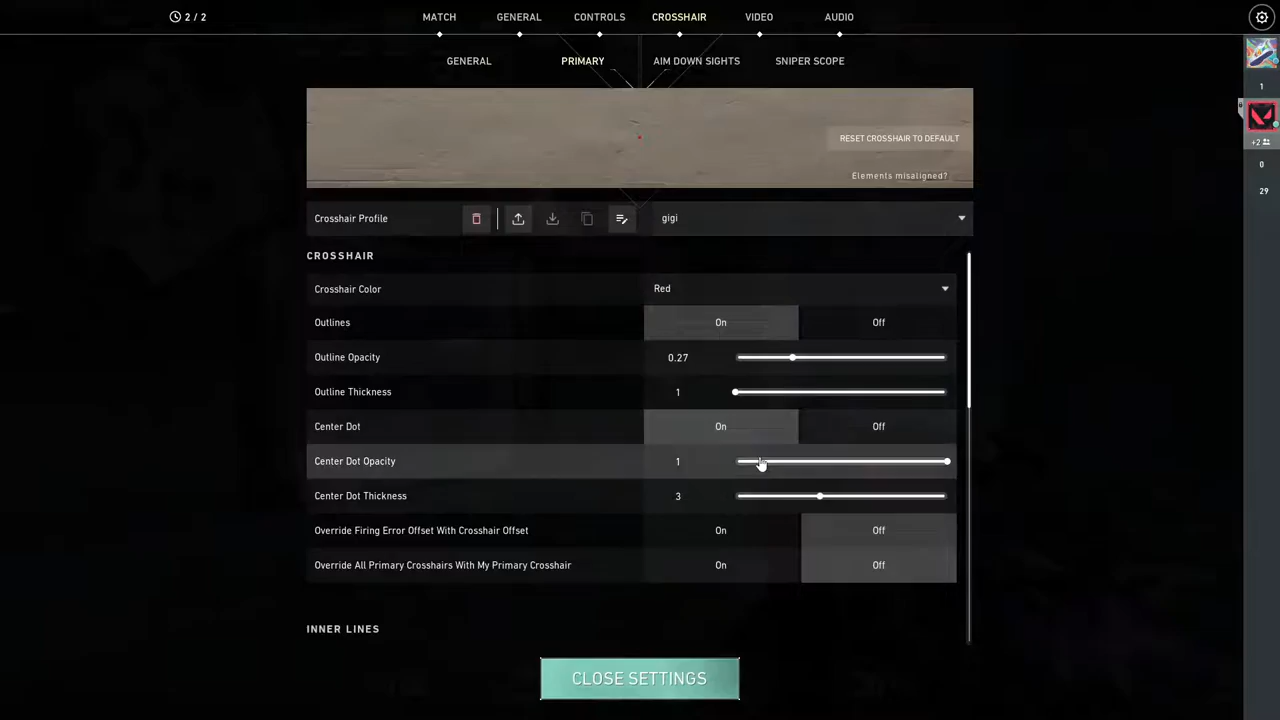 2 / 2
MATCH GENERAL CONTROLS CROSSHAIR VIDEO AUDIO
GENERAL PRIMARY AIM DOWN SIGHTS SNIPER SCOPE
1
RESET CROSSHAIR TO DEFAULT
+2
0
Elements misaligned?
29
Crosshair Profile gigi
CROSSHAIR
Crosshair Color Red
Outlines On Off
Outline Opacity 0.27
Outline Thickness 1
Center Dot On Off
Center Dot Opacity 1
Center Dot Thickness 3
Override Firing Error Offset With Crosshair Offset On Off
Override All Primary Crosshairs With My Primary Crosshair On Off
INNER LINES
CLOSE SETTINGS